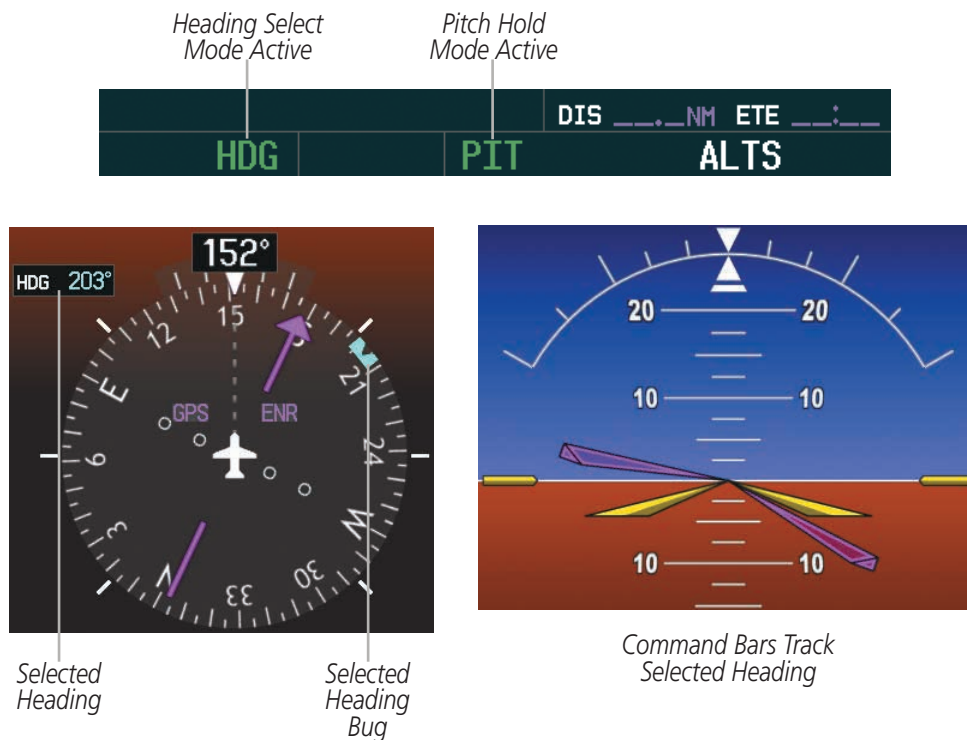 Heading Select
Mode Active
Pitch Hold
Mode Active
DIS __._NM ETE __:__
HDG PIT ALTS
152°
HDG 203°
12
15
21
E
GPS ENR
6
24
3
W
33
30
20 20
10 10
10 10
Selected
Heading
Selected
Heading
Bug
Command Bars Track
Selected Heading